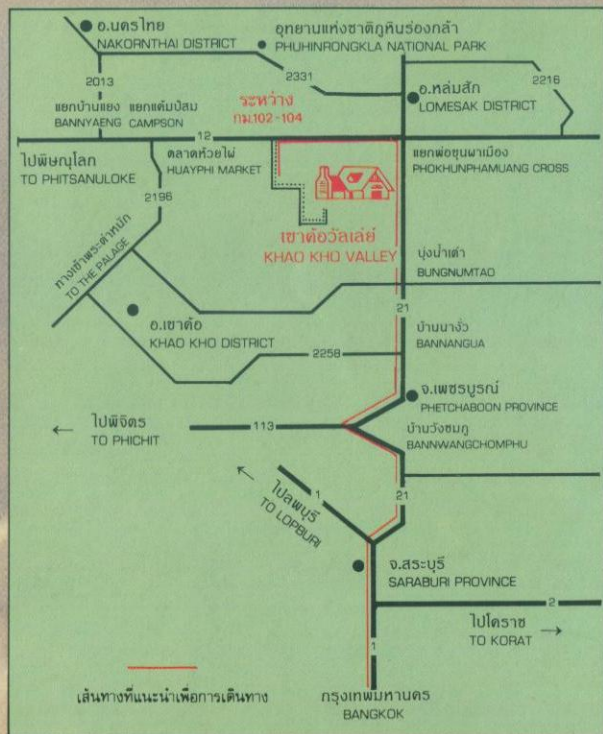 อ.นครไทย
NAKORNTHAI DISTRICT
อุทยานแห่งชาติภูหินร่องกล้า
PHUHINRONGKLA NATIONAL PARK
2013
2331
2216
อ.หล่มสัก
LOMESAK DISTRICT
แยกบ้านแยง
BANNYAENG
แยกแค้มป์สน
CAMPSON
ระหว่าง
กม.102-104
12
ไปพิษณุโลก
TO PHITSANULOKE
ตลาดห้วยไผ่
HUAYPHI MARKET
แยกพ่อขุนผาเมือง
PHOKHUNPHAMUANG CROSS
2196
เขาค้อวัลเล่ย์
KHAO KHO VALLEY
ทางเข้าพระตำหนัก
TO THE PALAGE
บุ่งน้ำเต้า
BUNGNUMTAO
21
อ.เขาค้อ
KHAO KHO DISTRICT
บ้านนางั่ว
BANNANGUA
2258
จ.เพชรบูรณ์
PHETCHABOON PROVINCE
ไปพิจิตร
TO PHICHIT
113
บ้านวังชมภู
BANNWANGCHOMPHU
1
ไปลพบุรี
TO LOPBURI
21
จ.สระบุรี
SARABURI PROVINCE
2
ไปโคราช
TO KORAT
1
เส้นทางที่แนะนำเพื่อการเดินทาง
กรุงเทพมหานคร
BANGKOK